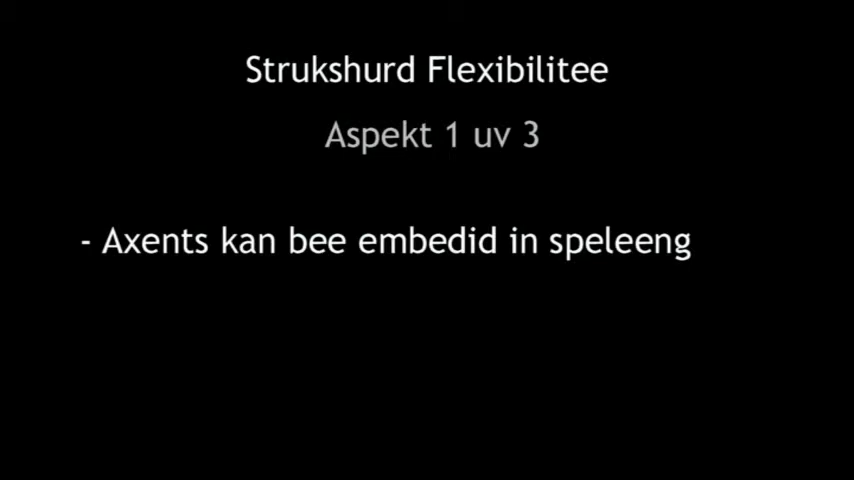 Strukshurd Flexibilitee
Aspekt 1 uv 3
- Axents kan bee embedid in speleeng